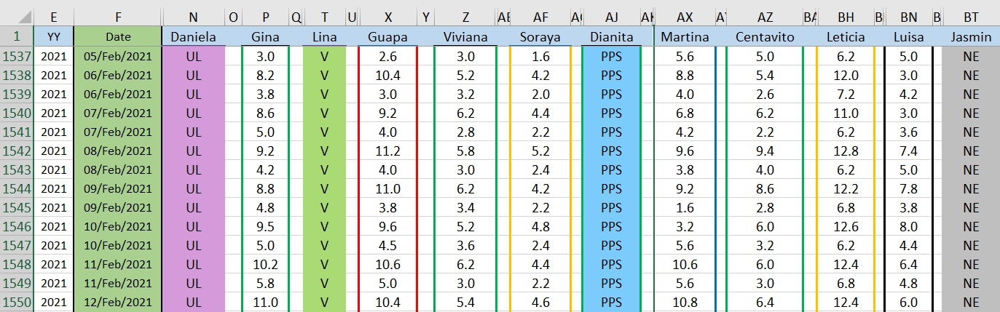 E F N O P Q T U X Y Z AE AF AG AJ AK AX AY AZ BA BH BI BN B BT
1 YY Date Daniela Gina Lina Guapa Viviana Soraya Dianita Martina Centavito Leticia Luisa Jasmin
1537 2021 05/Feb/2021 UL 3.0 V 2.6 3.0 1.6 PPS 5.6 5.0 6.2 5.0 NE
1538 2021 06/Feb/2021 UL 8.2 V 10.4 5.2 4.2 PPS 8.8 5.4 12.0 3.0 NE
1539 2021 06/Feb/2021 UL 3.8 V 3.0 3.2 2.0 PPS 4.0 2.6 7.2 4.2 NE
1540 2021 07/Feb/2021 UL 8.6 V 9.2 6.2 4.4 PPS 6.8 6.2 11.0 3.0 NE
1541 2021 07/Feb/2021 UL 5.0 V 4.0 2.8 2.2 PPS 4.2 2.2 6.2 3.6 NE
1542 2021 08/Feb/2021 UL 9.2 V 11.2 5.8 5.2 PPS 9.6 9.4 12.8 7.4 NE
1543 2021 08/Feb/2021 UL 4.2 V 4.0 3.0 2.4 PPS 3.8 4.0 6.2 5.0 NE
1544 2021 09/Feb/2021 UL 8.8 V 11.0 6.2 4.2 PPS 9.2 8.6 12.2 7.8 NE
1545 2021 09/Feb/2021 UL 4.8 V 3.8 3.4 2.2 PPS 1.6 2.8 6.8 3.8 NE
1546 2021 10/Feb/2021 UL 9.5 V 9.6 5.2 4.8 PPS 3.2 6.0 12.6 8.0 NE
1547 2021 10/Feb/2021 UL 5.0 V 4.5 3.6 2.4 PPS 5.6 3.2 6.2 4.4 NE
1548 2021 11/Feb/2021 UL 10.2 V 10.6 6.2 4.4 PPS 10.6 6.0 12.4 6.4 NE
1549 2021 11/Feb/2021 UL 5.8 V 5.0 3.0 2.2 PPS 5.6 3.0 6.8 4.8 NE
1550 2021 12/Feb/2021 UL 11.0 V 10.4 5.4 4.6 PPS 10.8 6.4 12.4 6.0 NE